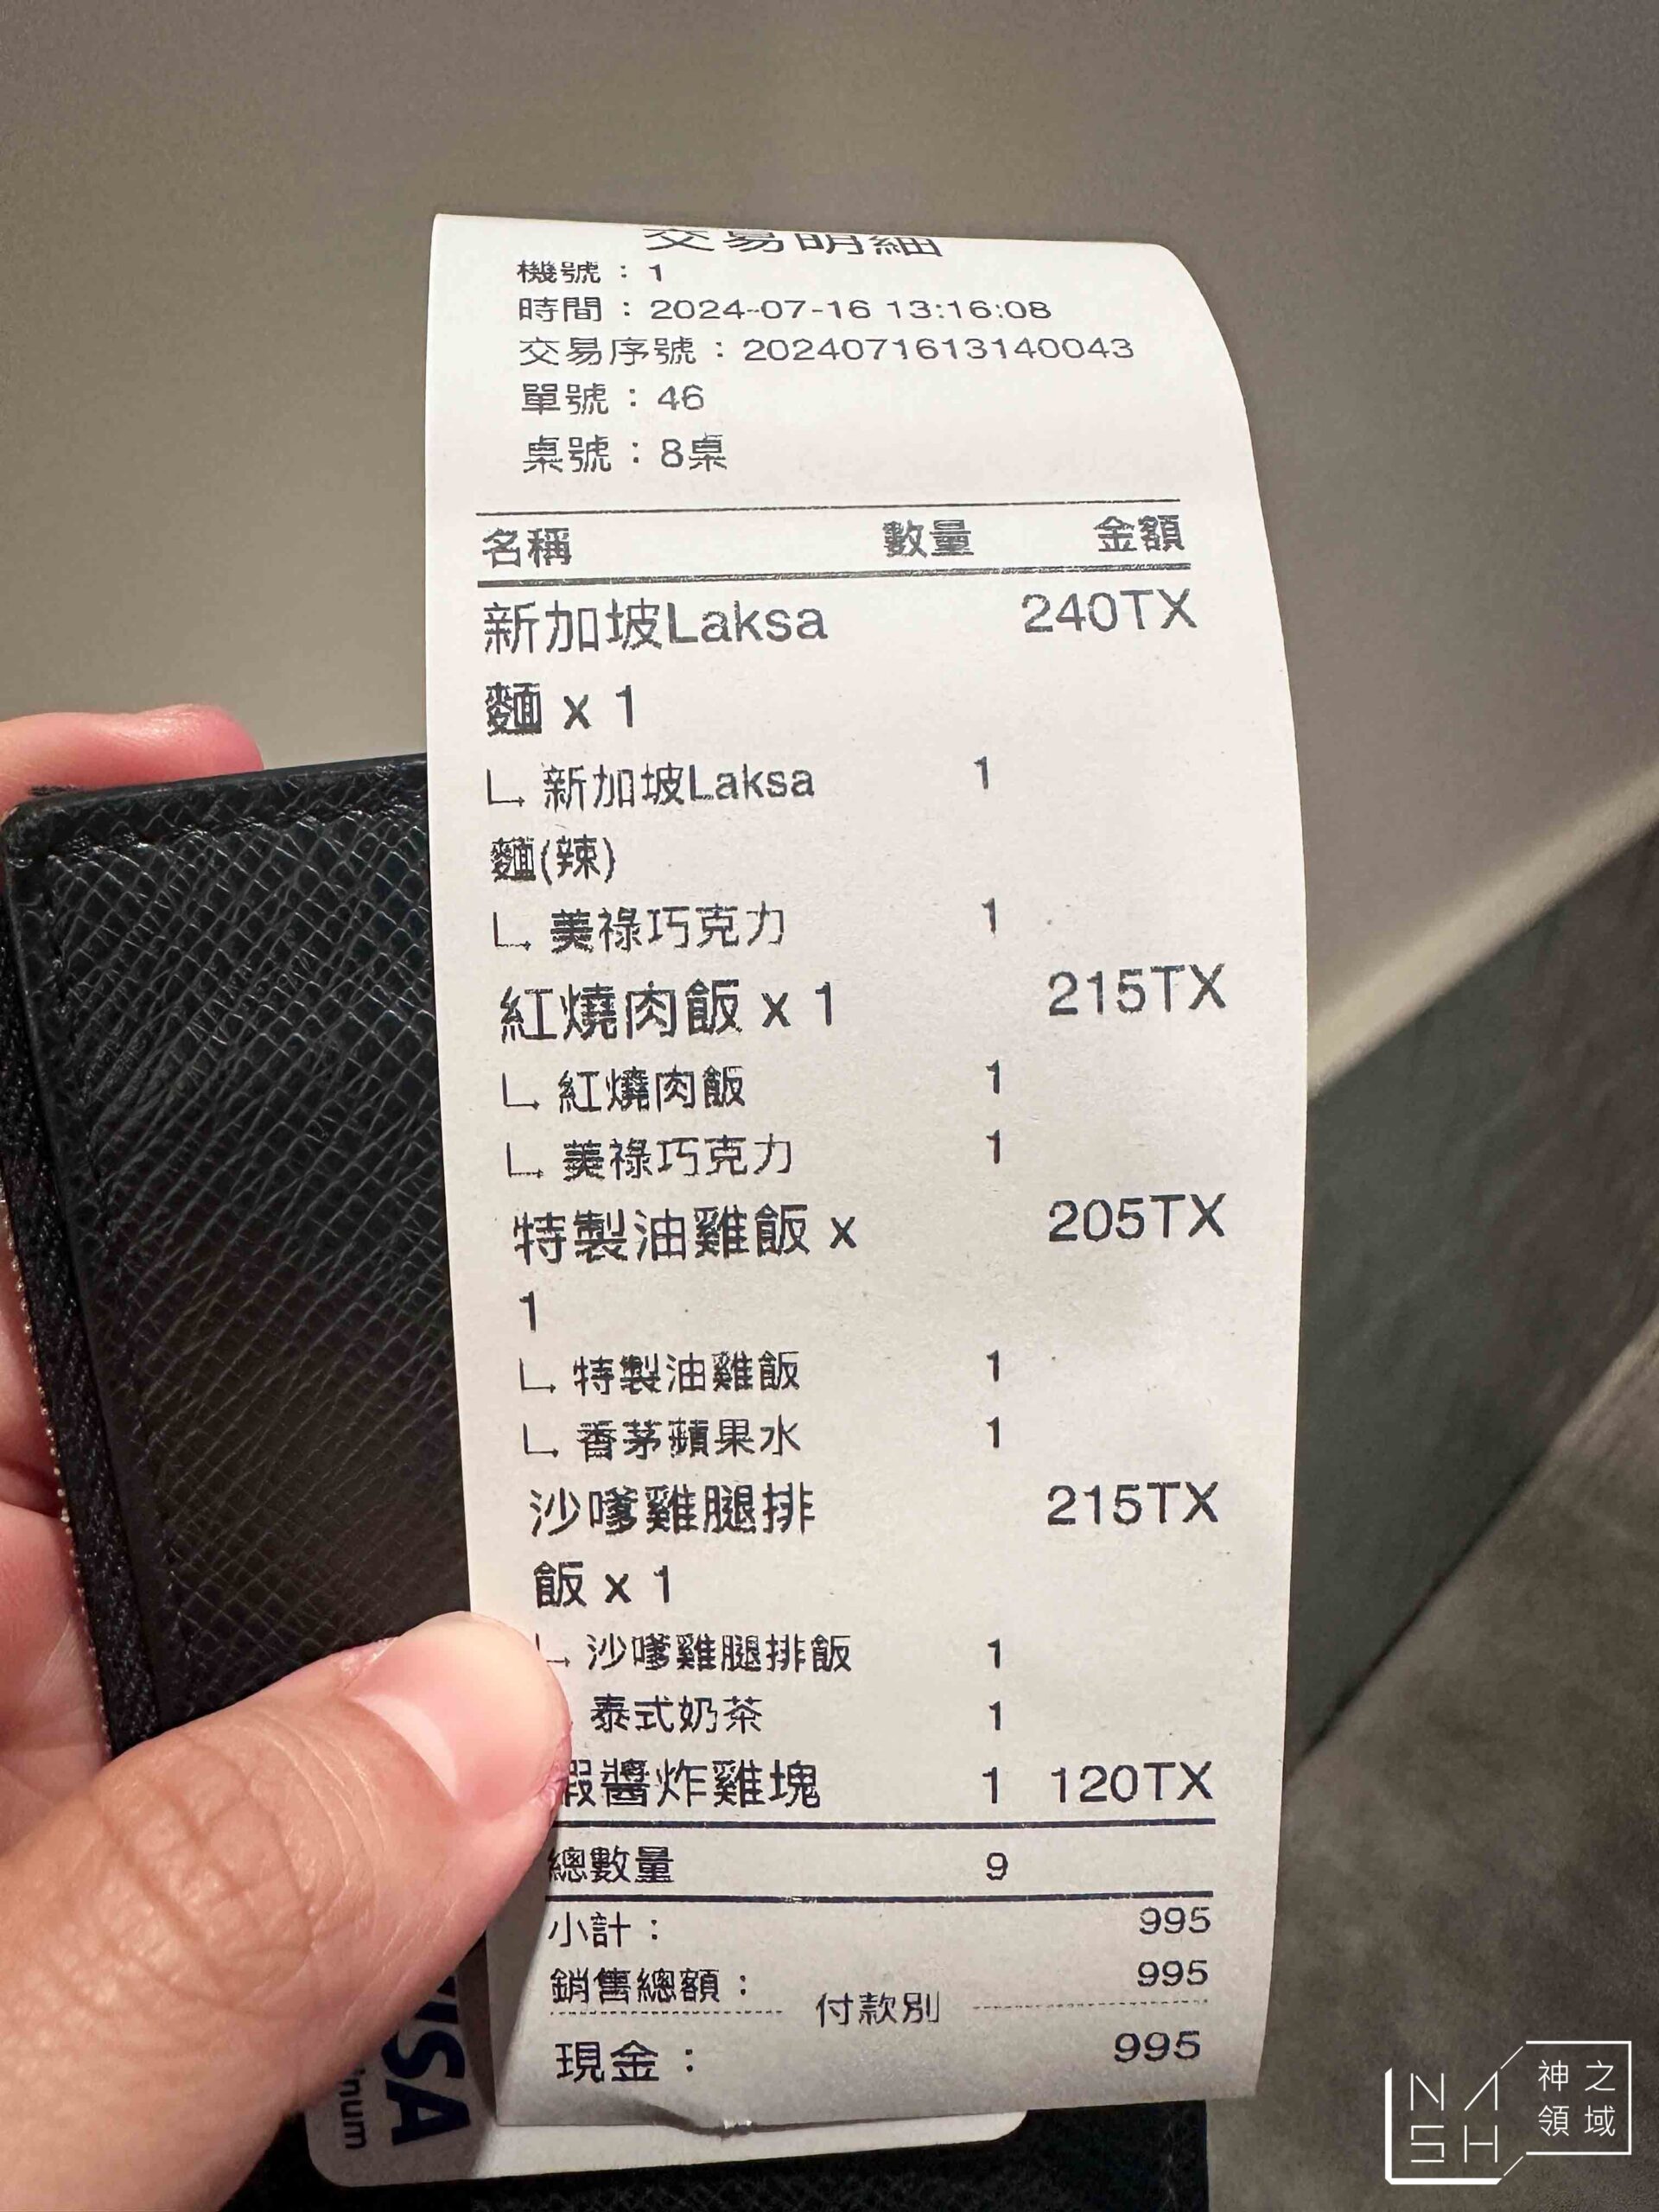 交易明細
機號：1
時間：2024-07-16 13:16:08
交易序號：2024071613140043
單號：46
桌號：8桌
名稱 數量 金額
新加坡Laksa 240TX
麵 x 1
新加坡Laksa 1
麵(辣)
美祿巧克力 1
紅燒肉飯 x 1 215TX
紅燒肉飯 1
美祿巧克力 1
特製油雞飯 x 205TX
1
特製油雞飯 1
香茅蘋果水 1
沙嗲雞腿排 215TX
飯 x 1
沙嗲雞腿排飯 1
泰式奶茶 1
蝦醬炸雞塊 1 120TX
總數量 9
小計： 995
銷售總額： 995
付款別
現金： 995
VISA
NASH
神之
領域